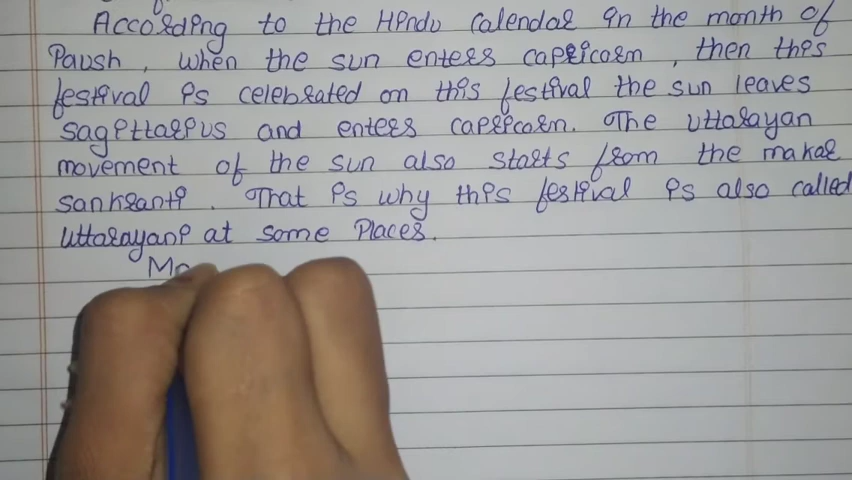 According to the Hindu calendar in the month of
Paush, when the sun enters capricorn, then this
festival is celebrated on this festival the sun leaves
sagittarius and enters capricorn. The uttarayan
movement of the sun also starts from the makar
sankranti. That is why this festival is also called
uttarayani at some Places.